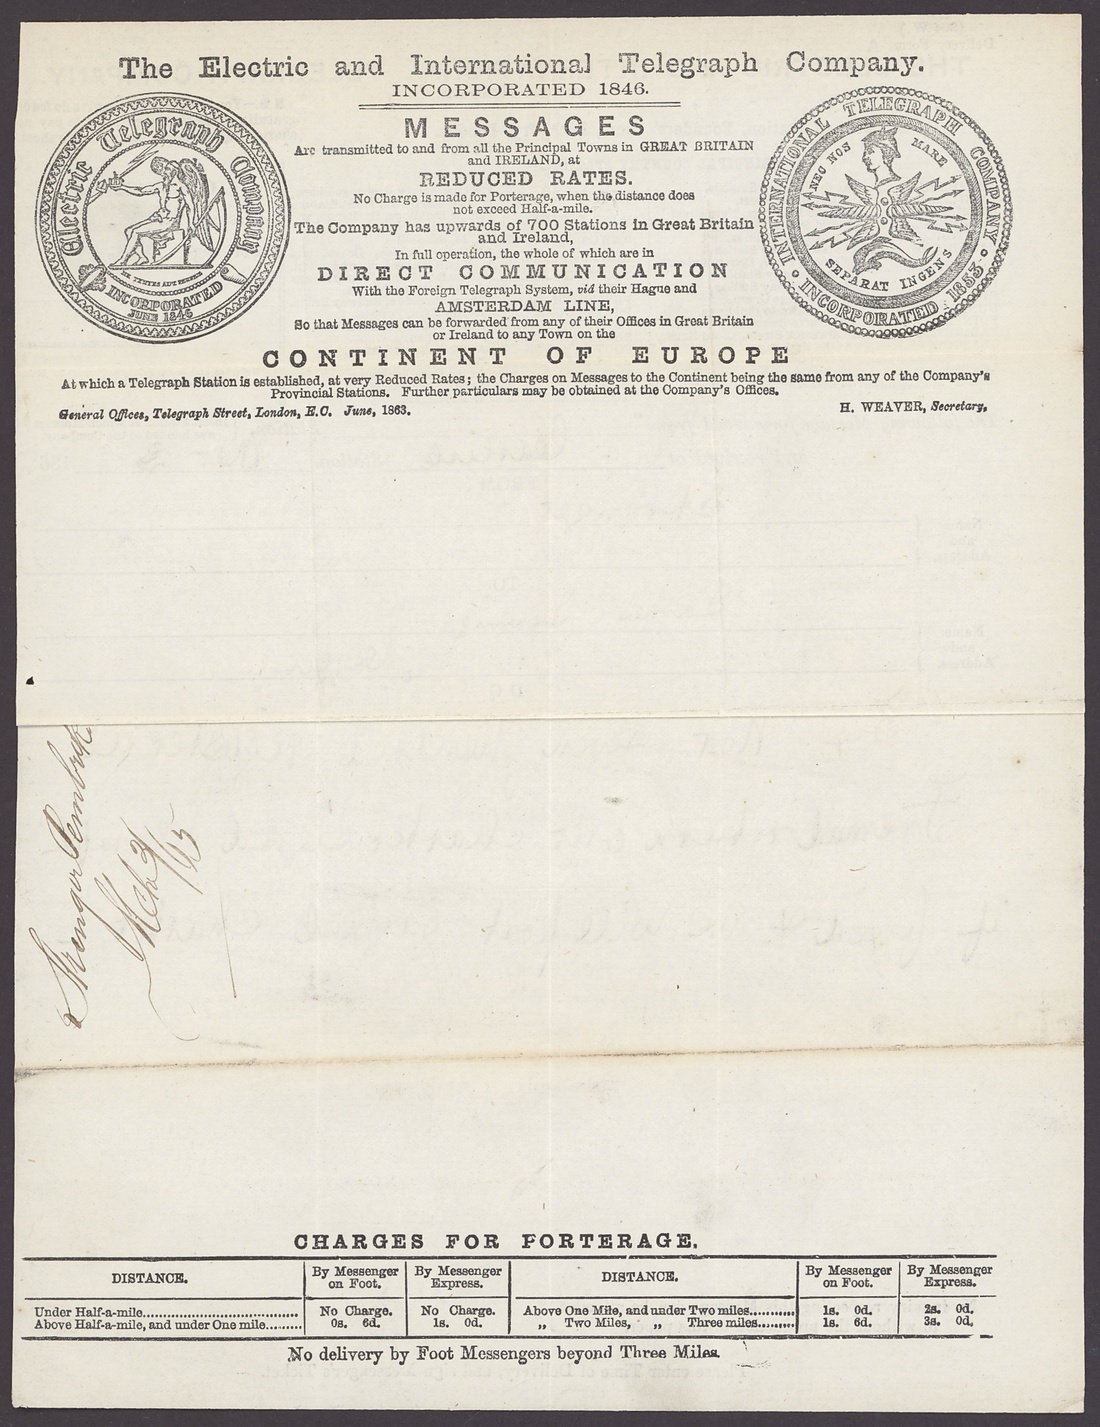 The Electric and International Telegraph Company.
INCORPORATED 1846.
Electric Telegraph Company
INCORPORATED
JUNE 1846
INTERNATIONAL TELEGRAPH COMPANY
INCORPORATED 1853.
NEC NOS MARE
SEPARAT INGENS
MESSAGES
Are transmitted to and from all the Principal Towns in GREAT BRITAIN
and IRELAND, at
REDUCED RATES.
No Charge is made for Porterage, when the distance does
not exceed Half-a-mile.
The Company has upwards of 700 Stations in Great Britain
and Ireland,
In full operation, the whole of which are in
DIRECT COMMUNICATION
With the Foreign Telegraph System, viâ their Hague and
AMSTERDAM LINE,
So that Messages can be forwarded from any of their Offices in Great Britain
or Ireland to any Town on the
CONTINENT OF EUROPE
At which a Telegraph Station is established, at very Reduced Rates; the Charges on Messages to the Continent being the same from any of the Company's
Provincial Stations. Further particulars may be obtained at the Company's Offices.
General Offices, Telegraph Street, London, E.C. June, 1863.
H. WEAVER, Secretary.
Pembroke
Mch
CHARGES FOR PORTERAGE.
DISTANCE. By Messenger on Foot. By Messenger Express. DISTANCE. By Messenger on Foot. By Messenger Express.
Under Half-a-mile No Charge. No Charge. Above One Mile, and under Two miles 1s. 0d. 2s. 0d.
Above Half-a-mile, and under One mile 0s. 6d. 1s. 0d. „ Two Miles, „ Three miles 1s. 6d. 3s. 0d.
No delivery by Foot Messengers beyond Three Miles